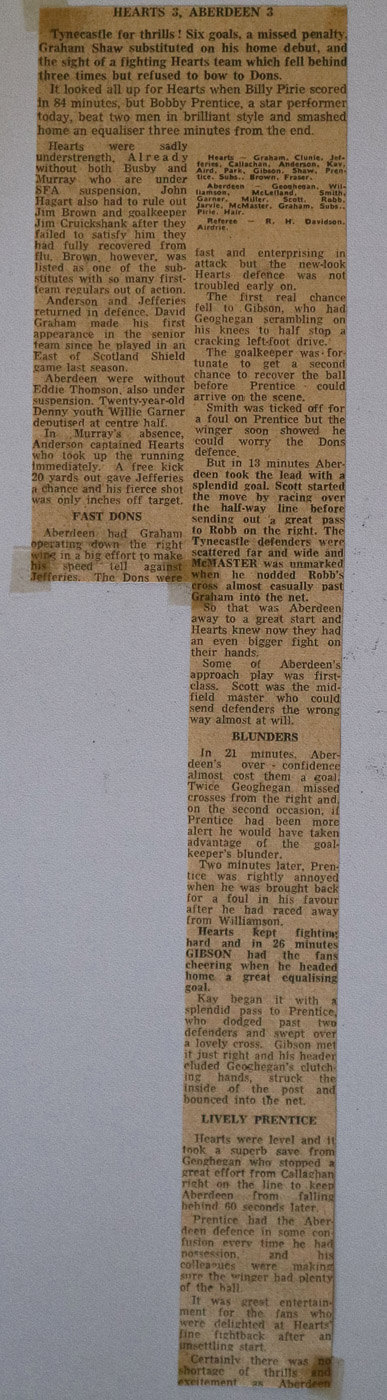 HEARTS 3, ABERDEEN 3
Tynecastle for thrills! Six goals, a missed penalty,
Graham Shaw substituted on his home debut, and
the sight of a fighting Hearts team which fell behind
three times but refused to bow to Dons.
It looked all up for Hearts when Billy Pirie scored
in 84 minutes, but Bobby Prentice, a star performer
today, beat two men in brilliant style and smashed
home an equaliser three minutes from the end.
Hearts were sadly
understrength. Already
without both Busby and
Murray who are under
SFA suspension, John
Hagart also had to rule out
Jim Brown and goalkeeper
Jim Cruickshank after they
failed to satisfy him they
had fully recovered from
flu. Brown, however, was
listed as one of the sub-
stitutes with so many first-
team regulars out of action.
Anderson and Jefferies
returned in defence. David
Graham made his first
appearance in the senior
team since he played in an
East of Scotland Shield
game last season.
Aberdeen were without
Eddie Thomson, also under
suspension. Twenty-year-old
Denny youth Willie Garner
deputised at centre half.
In Murray's absence,
Anderson captained Hearts
who took up the running
immediately. A free kick
20 yards out gave Jefferies
a chance and his fierce shot
was only inches off target.
FAST DONS
Aberdeen had Graham
operating down the right
wing in a big effort to make
his speed tell against
Jefferies. The Dons were
Hearts — Graham, Clunie, Jef-
feries, Callachan, Anderson, Kay,
Aird, Park, Gibson, Shaw, Pren-
tice. Subs., Brown, Fraser.
Aberdeen — Geoghegan, Wil-
liamson, McLelland, Smith,
Garner, Miller, Scott, Robb,
Jarvie, McMaster, Graham. Subs.,
Pirie, Hair.
Referee — R. H. Davidson,
Airdrie.
fast and enterprising in
attack but the new-look
Hearts defence was not
troubled early on.
The first real chance
fell to Gibson, who had
Geoghegan scrambling on
his knees to half stop a
cracking left-foot drive.
The goalkeeper was for-
tunate to get a second
chance to recover the ball
before Prentice could
arrive on the scene.
Smith was ticked off for
a foul on Prentice but the
winger soon showed he
could worry the Dons
defence.
But in 13 minutes Aber-
deen took the lead with a
splendid goal. Scott started
the move by racing over
the half-way line before
sending out a great pass
to Robb on the right. The
Tynecastle defenders were
scattered far and wide and
McMASTER was unmarked
when he nodded Robb's
cross almost casually past
Graham into the net.
So that was Aberdeen
away to a great start and
Hearts knew now they had
an even bigger fight on
their hands.
Some of Aberdeen's
approach play was first-
class. Scott was the mid-
field master who could
send defenders the wrong
way almost at will.
BLUNDERS
In 21 minutes, Aber-
deen's over-confidence
almost cost them a goal.
Twice Geoghegan missed
crosses from the right and,
on the second occasion, if
Prentice had been more
alert he would have taken
advantage of the goal-
keeper's blunder.
Two minutes later, Pren-
tice was rightly annoyed
when he was brought back
for a foul in his favour
after he had raced away
from Williamson.
Hearts kept fighting
hard and in 26 minutes
GIBSON had the fans
cheering when he headed
home a great equalising
goal.
Kay began it with a
splendid pass to Prentice,
who dodged past two
defenders and swept over
a lovely cross. Gibson met
it just right and his header
eluded Geoghegan's clutch-
ing hands, struck the
inside of the post and
bounced into the net.
LIVELY PRENTICE
Hearts were level and it
took a superb save from
Geoghegan who stopped a
great effort from Callaghan
right on the line to keep
Aberdeen from falling
behind 60 seconds later.
Prentice had the Aber-
deen defence in some con-
fusion every time he had
possession, and his
colleagues were making
sure the winger had plenty
of the ball.
It was great entertain-
ment for the fans who
were delighted at Hearts'
fine fightback after an
unsettling start.
Certainly there was no
shortage of thrills and
excitement as Aberdeen